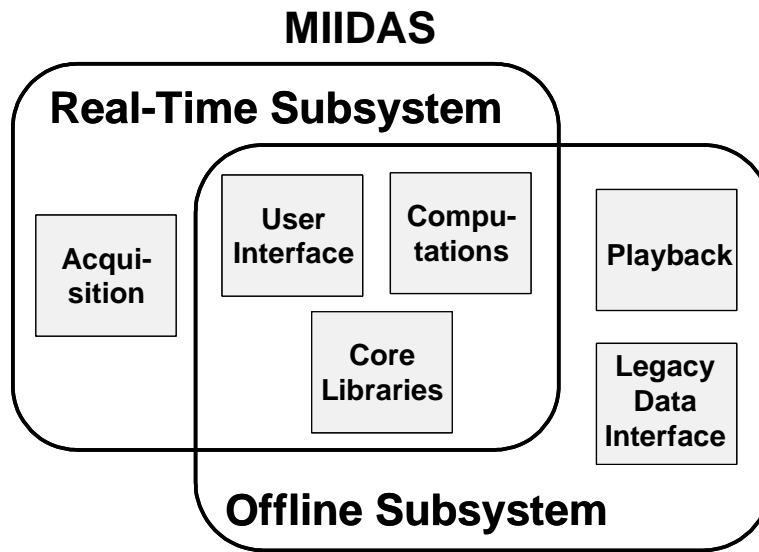 MIIDAS
Real-Time Subsystem
Acqui-
sition
User
Interface
Compu-
tations
Core
Libraries
Playback
Legacy
Data
Interface
Offline Subsystem